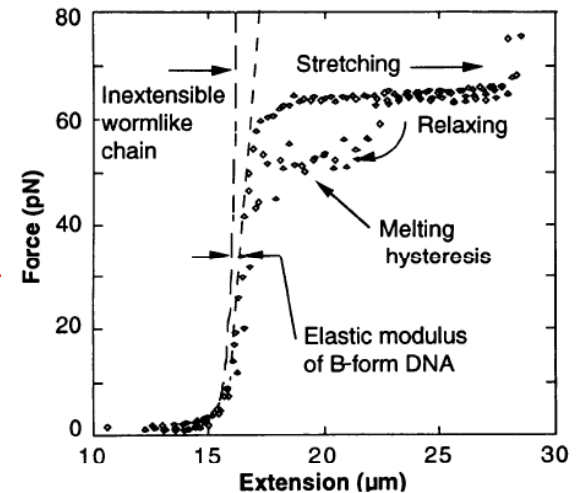 80
60
40
20
0
Force (pN)
Inextensible
wormlike
chain
Stretching
Relaxing
Melting
hysteresis
Elastic modulus
of B-form DNA
10
15
20
25
30
Extension (µm)